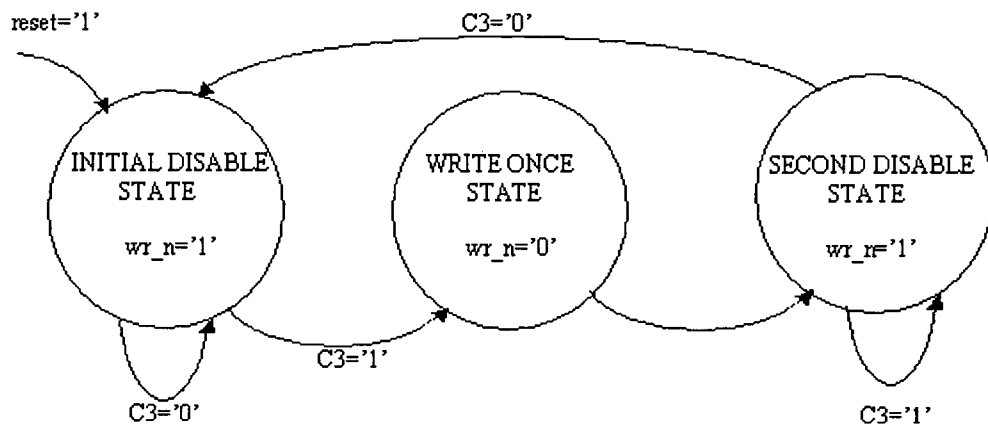 reset='1'
C3='0'
INITIAL DISABLE
STATE
wr_n='1'
WRITE ONCE
STATE
wr_n='0'
SECOND DISABLE
STATE
wr_n='1'
C3='0'
C3='1'
C3='1'